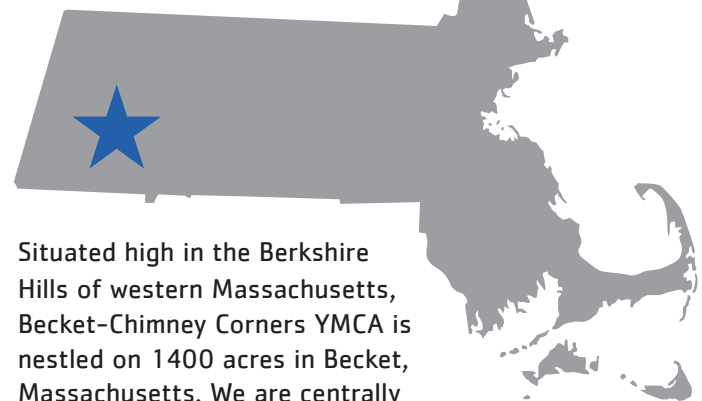 Situated high in the Berkshire
Hills of western Massachusetts,
Becket-Chimney Corners YMCA is
nestled on 1400 acres in Becket,
Massachusetts. We are centrally